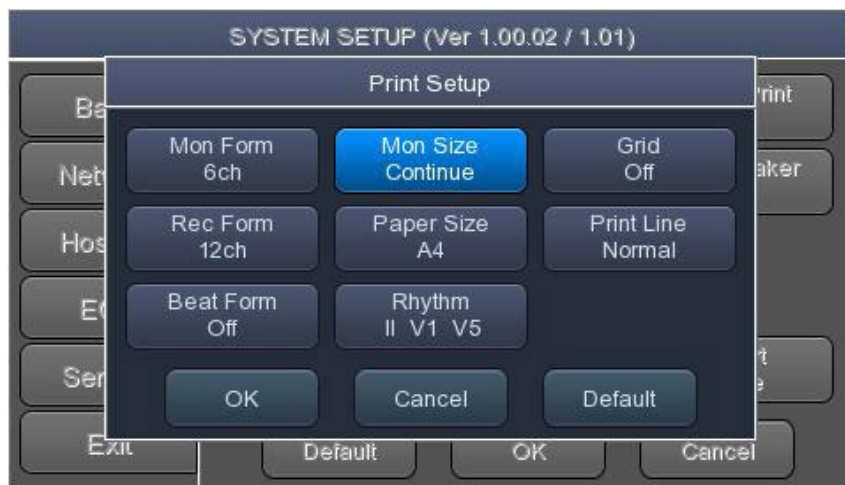 SYSTEM SETUP (Ver 1.00.02 / 1.01)
Print Setup
Mon Form
6ch
Mon Size
Continue
Grid
Off
Rec Form
12ch
Paper Size
A4
Print Line
Normal
Beat Form
Off
Rhythm
II V1 V5
OK
Cancel
Default
Exit
Default
OK
Cancel